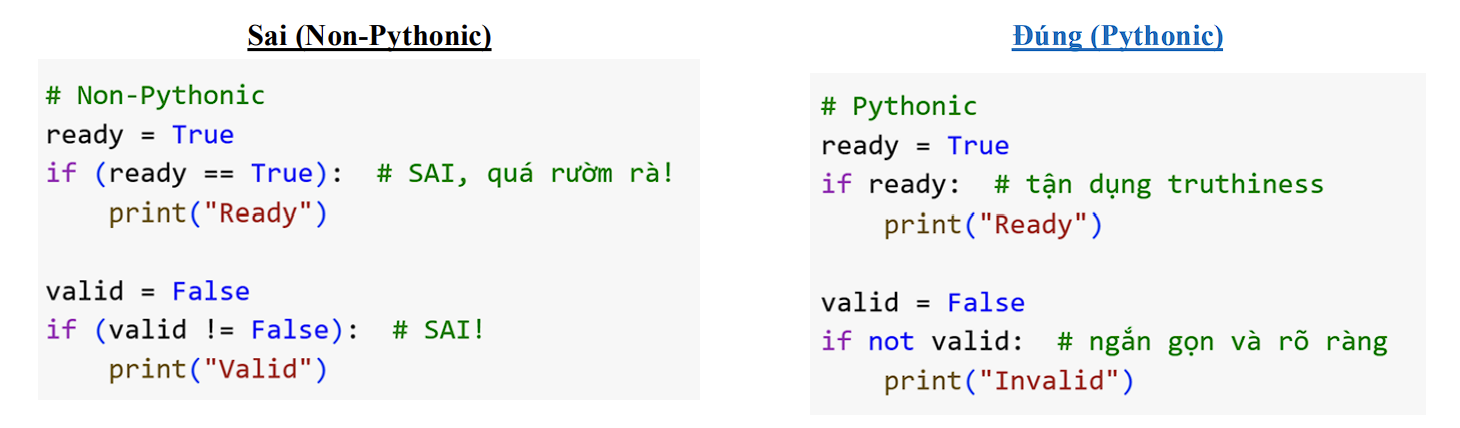 Sai (Non-Pythonic)
# Non-Pythonic
ready = True
if (ready == True):  # SAI, quá rườm rà!
    print("Ready")

valid = False
if (valid != False):  # SAI!
    print("Valid")

Đúng (Pythonic)
# Pythonic
ready = True
if ready:  # tận dụng truthiness
    print("Ready")

valid = False
if not valid:  # ngắn gọn và rõ ràng
    print("Invalid")